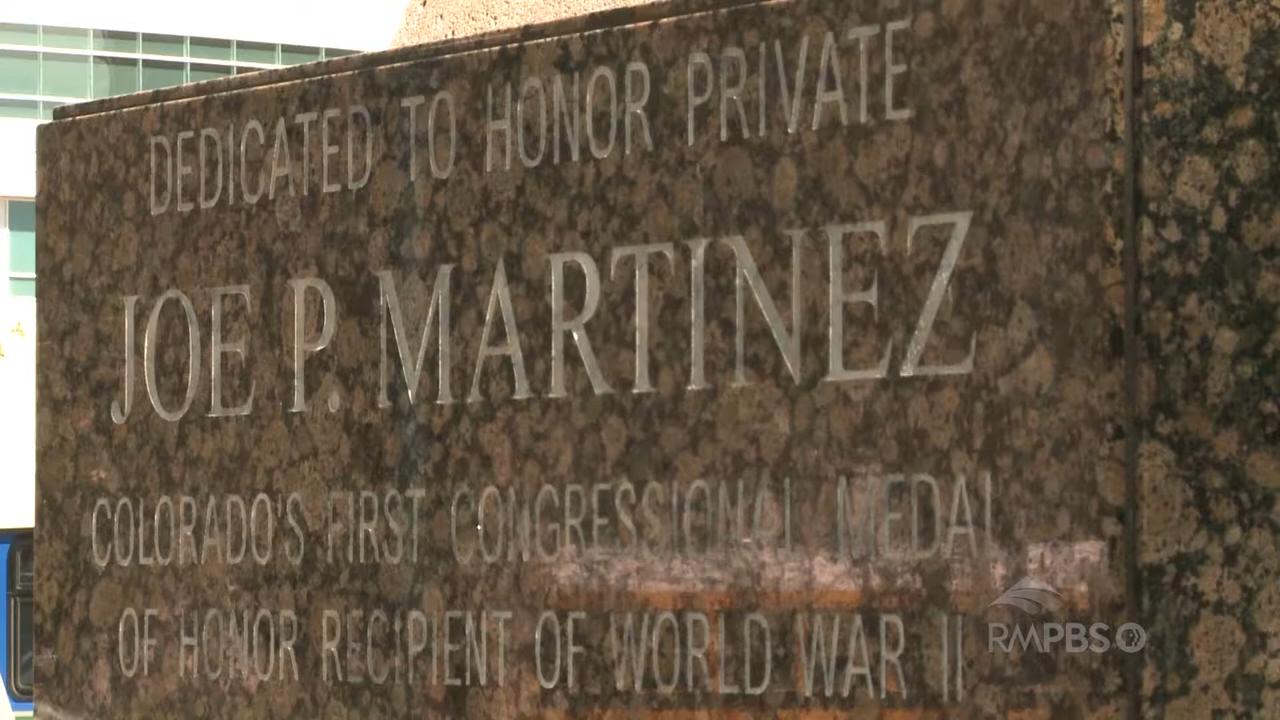 DEDICATED TO HONOR PRIVATE
JOE P. MARTINEZ
COLORADO'S FIRST CONGRESSIONAL MEDAL
OF HONOR RECIPIENT OF WORLD WAR II
RMPBS